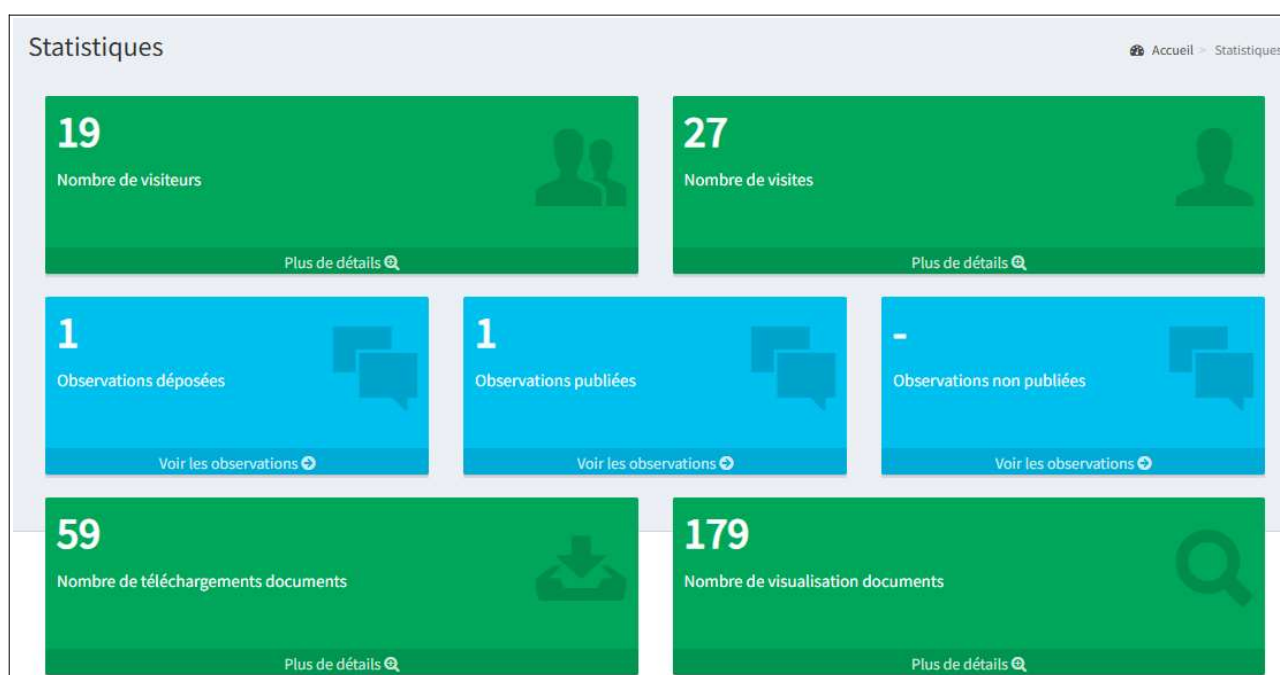 Statistiques
Accueil > Statistiques
19
Nombre de visiteurs
Plus de détails
27
Nombre de visites
Plus de détails
1
Observations déposées
Voir les observations
1
Observations publiées
Voir les observations
-
Observations non publiées
Voir les observations
59
Nombre de téléchargements documents
Plus de détails
179
Nombre de visualisation documents
Plus de détails